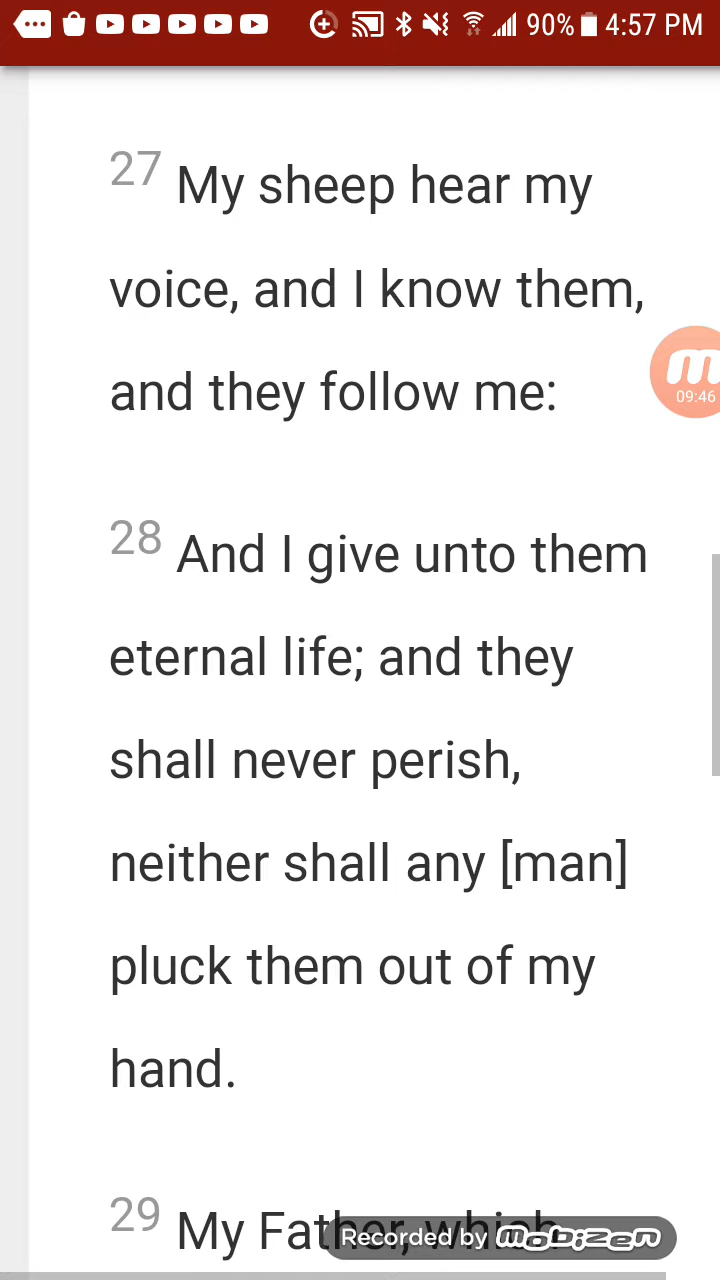 90% 4:57 PM
27 My sheep hear my
voice, and I know them,
and they follow me:
09:46
28 And I give unto them
eternal life; and they
shall never perish,
neither shall any [man]
pluck them out of my
hand.
29 My Father, which
Recorded by mobizen